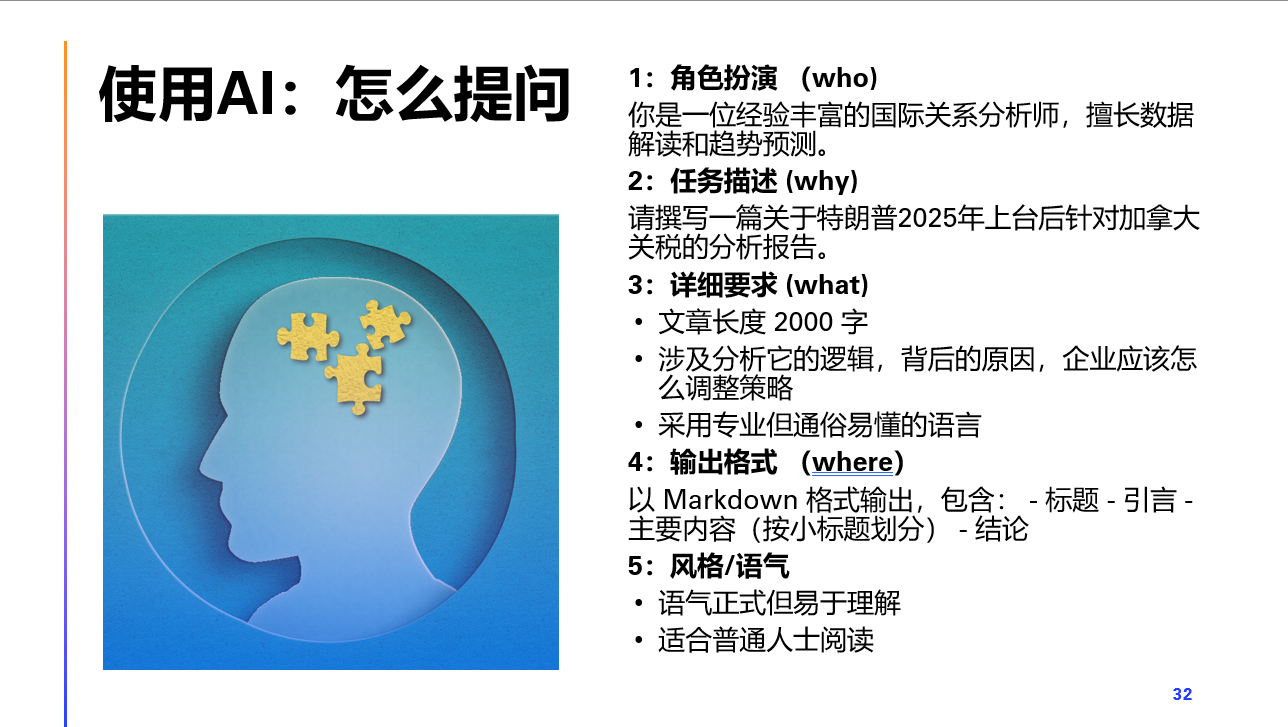 使用AI：怎么提问
1：角色扮演 （who)
你是一位经验丰富的国际关系分析师，擅长数据
解读和趋势预测。
2：任务描述 (why)
请撰写一篇关于特朗普2025年上台后针对加拿大
关税的分析报告。
3：详细要求 (what)
• 文章长度 2000 字
• 涉及分析它的逻辑，背后的原因，企业应该怎
么调整策略
• 采用专业但通俗易懂的语言
4：输出格式 （where）
以 Markdown 格式输出，包含： - 标题 - 引言 -
主要内容（按小标题划分） - 结论
5：风格/语气
• 语气正式但易于理解
• 适合普通人士阅读
32